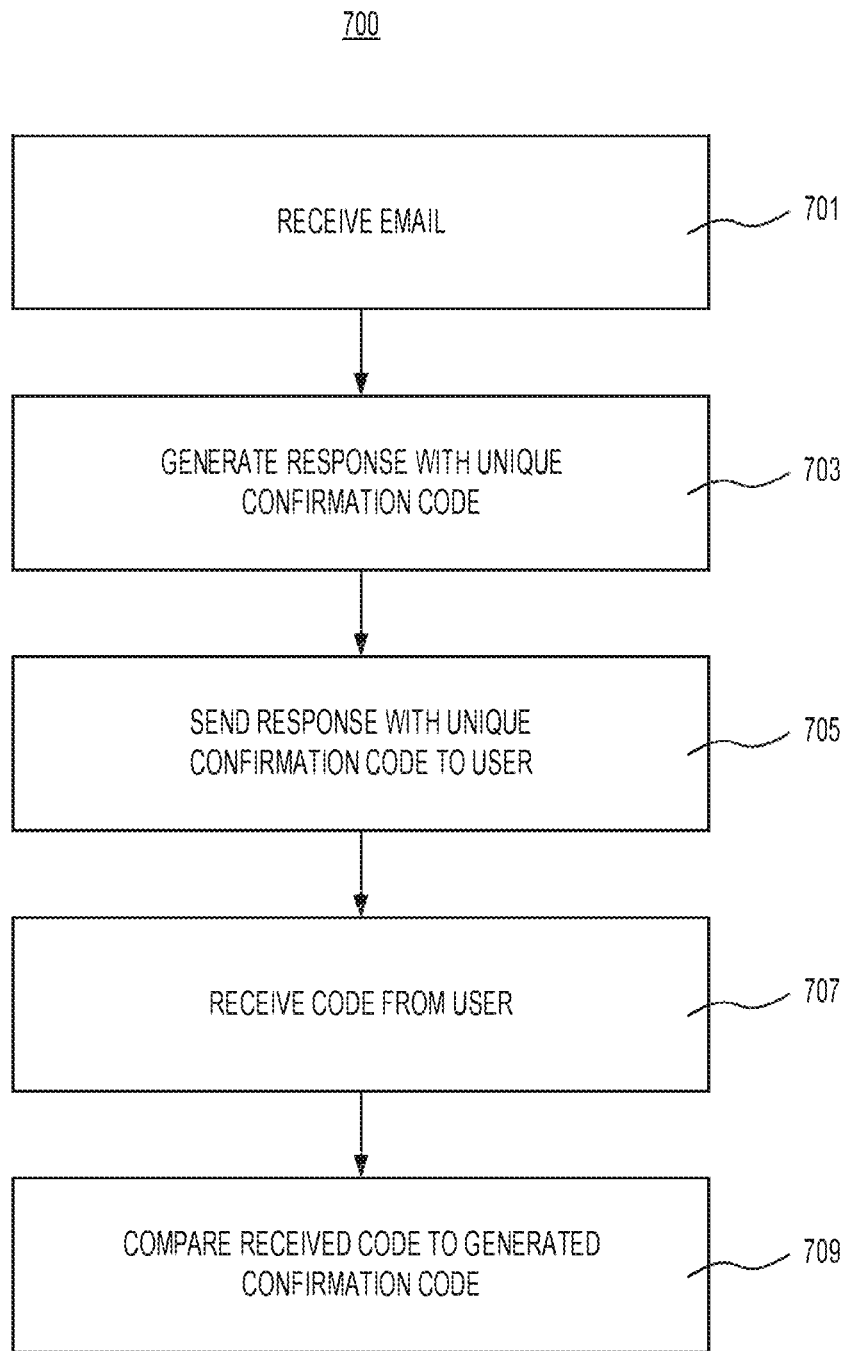 700
RECEIVE EMAIL
701
GENERATE RESPONSE WITH UNIQUE
CONFIRMATION CODE
703
SEND RESPONSE WITH UNIQUE
CONFIRMATION CODE TO USER
705
RECEIVE CODE FROM USER
707
COMPARE RECEIVED CODE TO GENERATED
CONFIRMATION CODE
709